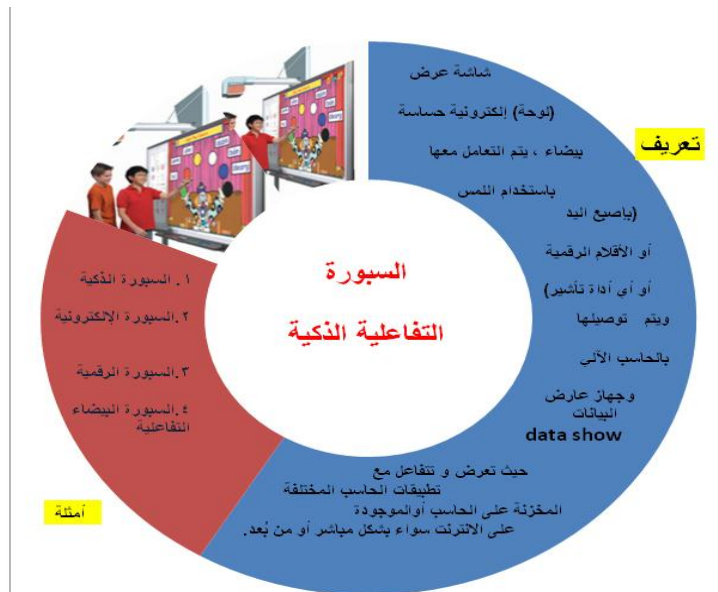 السبورة
التفاعلية الذكية
تعريف
شاشة عرض
(لوحة) إلكترونية حساسة
بيضاء ، يتم التعامل معها
باستخدام اللمس
(بإصبع اليد
أو الأقلام الرقمية
أو أي أداة تأشير)
ويتم توصيلها
بالحاسب الآلي
وجهاز عارض
البيانات
data show
حيث تعرض و تتفاعل مع
تطبيقات الحاسب المختلفة
المخزنة على الحاسب أوالموجودة
على الانترنت سواء بشكل مباشر أو من بُعد.
أمثلة
١. السبورة الذكية
٢.السبورة الإلكترونية
٣.السبورة الرقمية
٤.السبورة البيضاء
التفاعلية